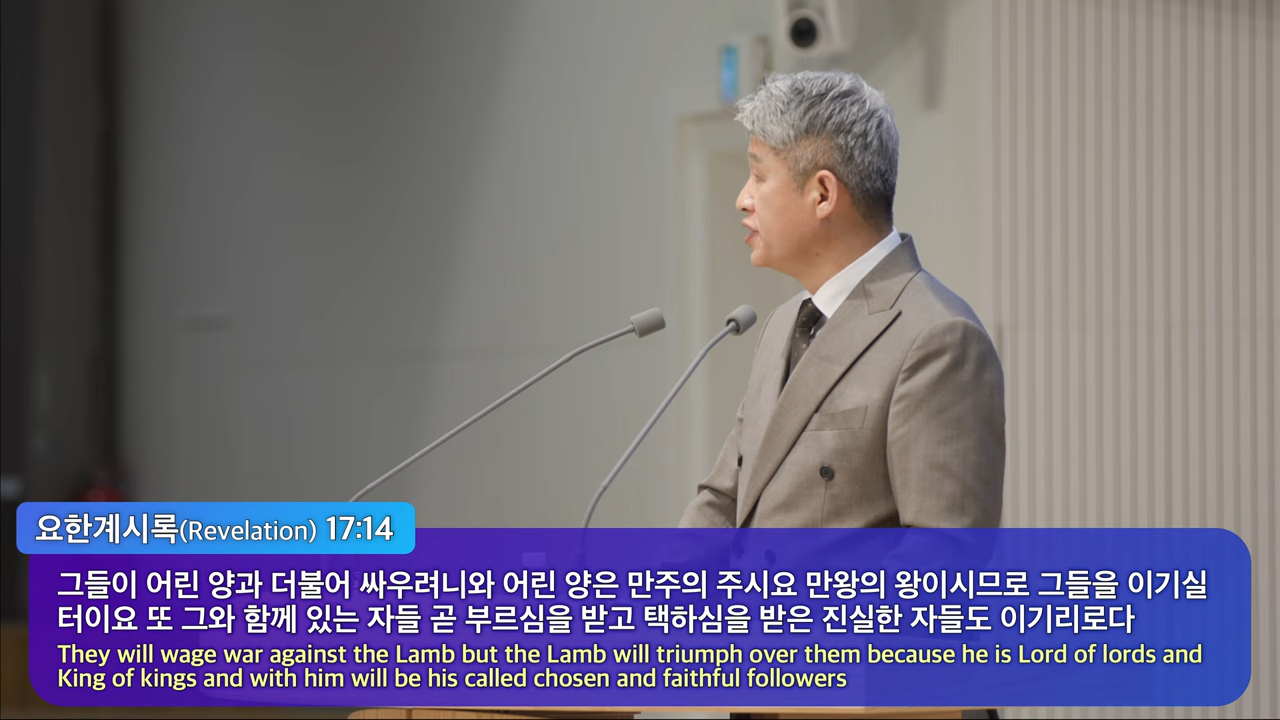 요한계시록(Revelation) 17:14
그들이 어린 양과 더불어 싸우려니와 어린 양은 만주의 주시요 만왕의 왕이시므로 그들을 이기실
터이요 또 그와 함께 있는 자들 곧 부르심을 받고 택하심을 받은 진실한 자들도 이기리로다
They will wage war against the Lamb but the Lamb will triumph over them because he is Lord of lords and
King of kings and with him will be his called chosen and faithful followers